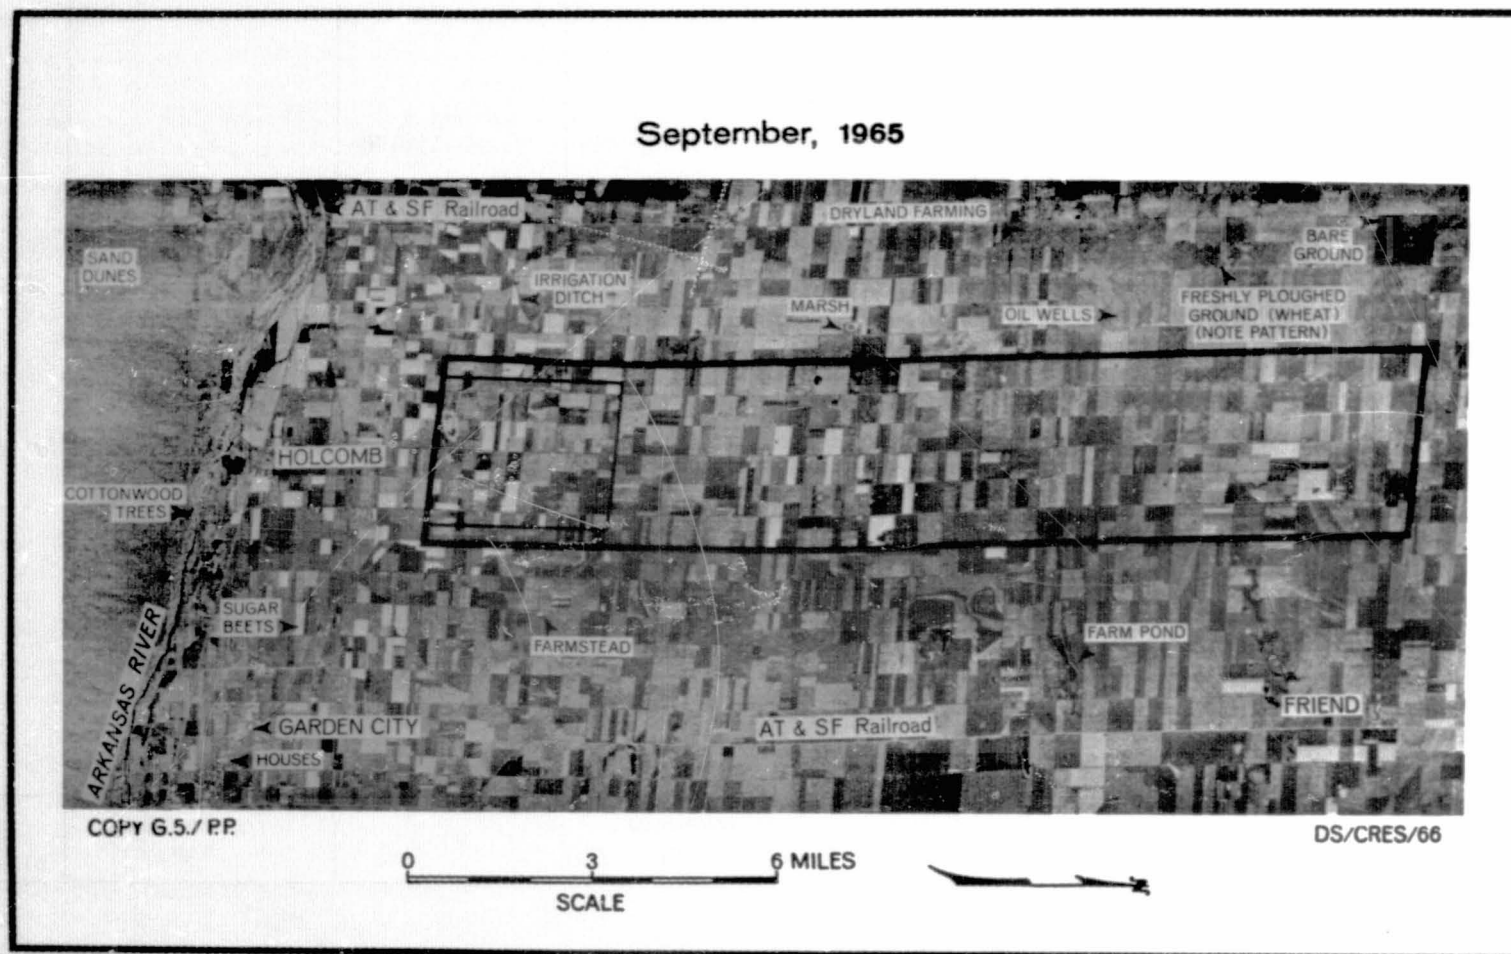 September, 1965
AT & SF Railroad
DRYLAND FARMING
SAND
DUNES
BARE
GROUND
IRRIGATION
DITCH
MARSH
OIL WELLS
FRESHLY PLOUGHED
GROUND (WHEAT)
(NOTE PATTERN)
HOLCOMB
COTTONWOOD
TREES
SUGAR
BEETS
ARKANSAS RIVER
FARMSTEAD
FARM POND
FRIEND
GARDEN CITY
AT & SF Railroad
HOUSES
COPY G.S./ P.P.
DS/CRES/66
0 3 6 MILES
SCALE
N